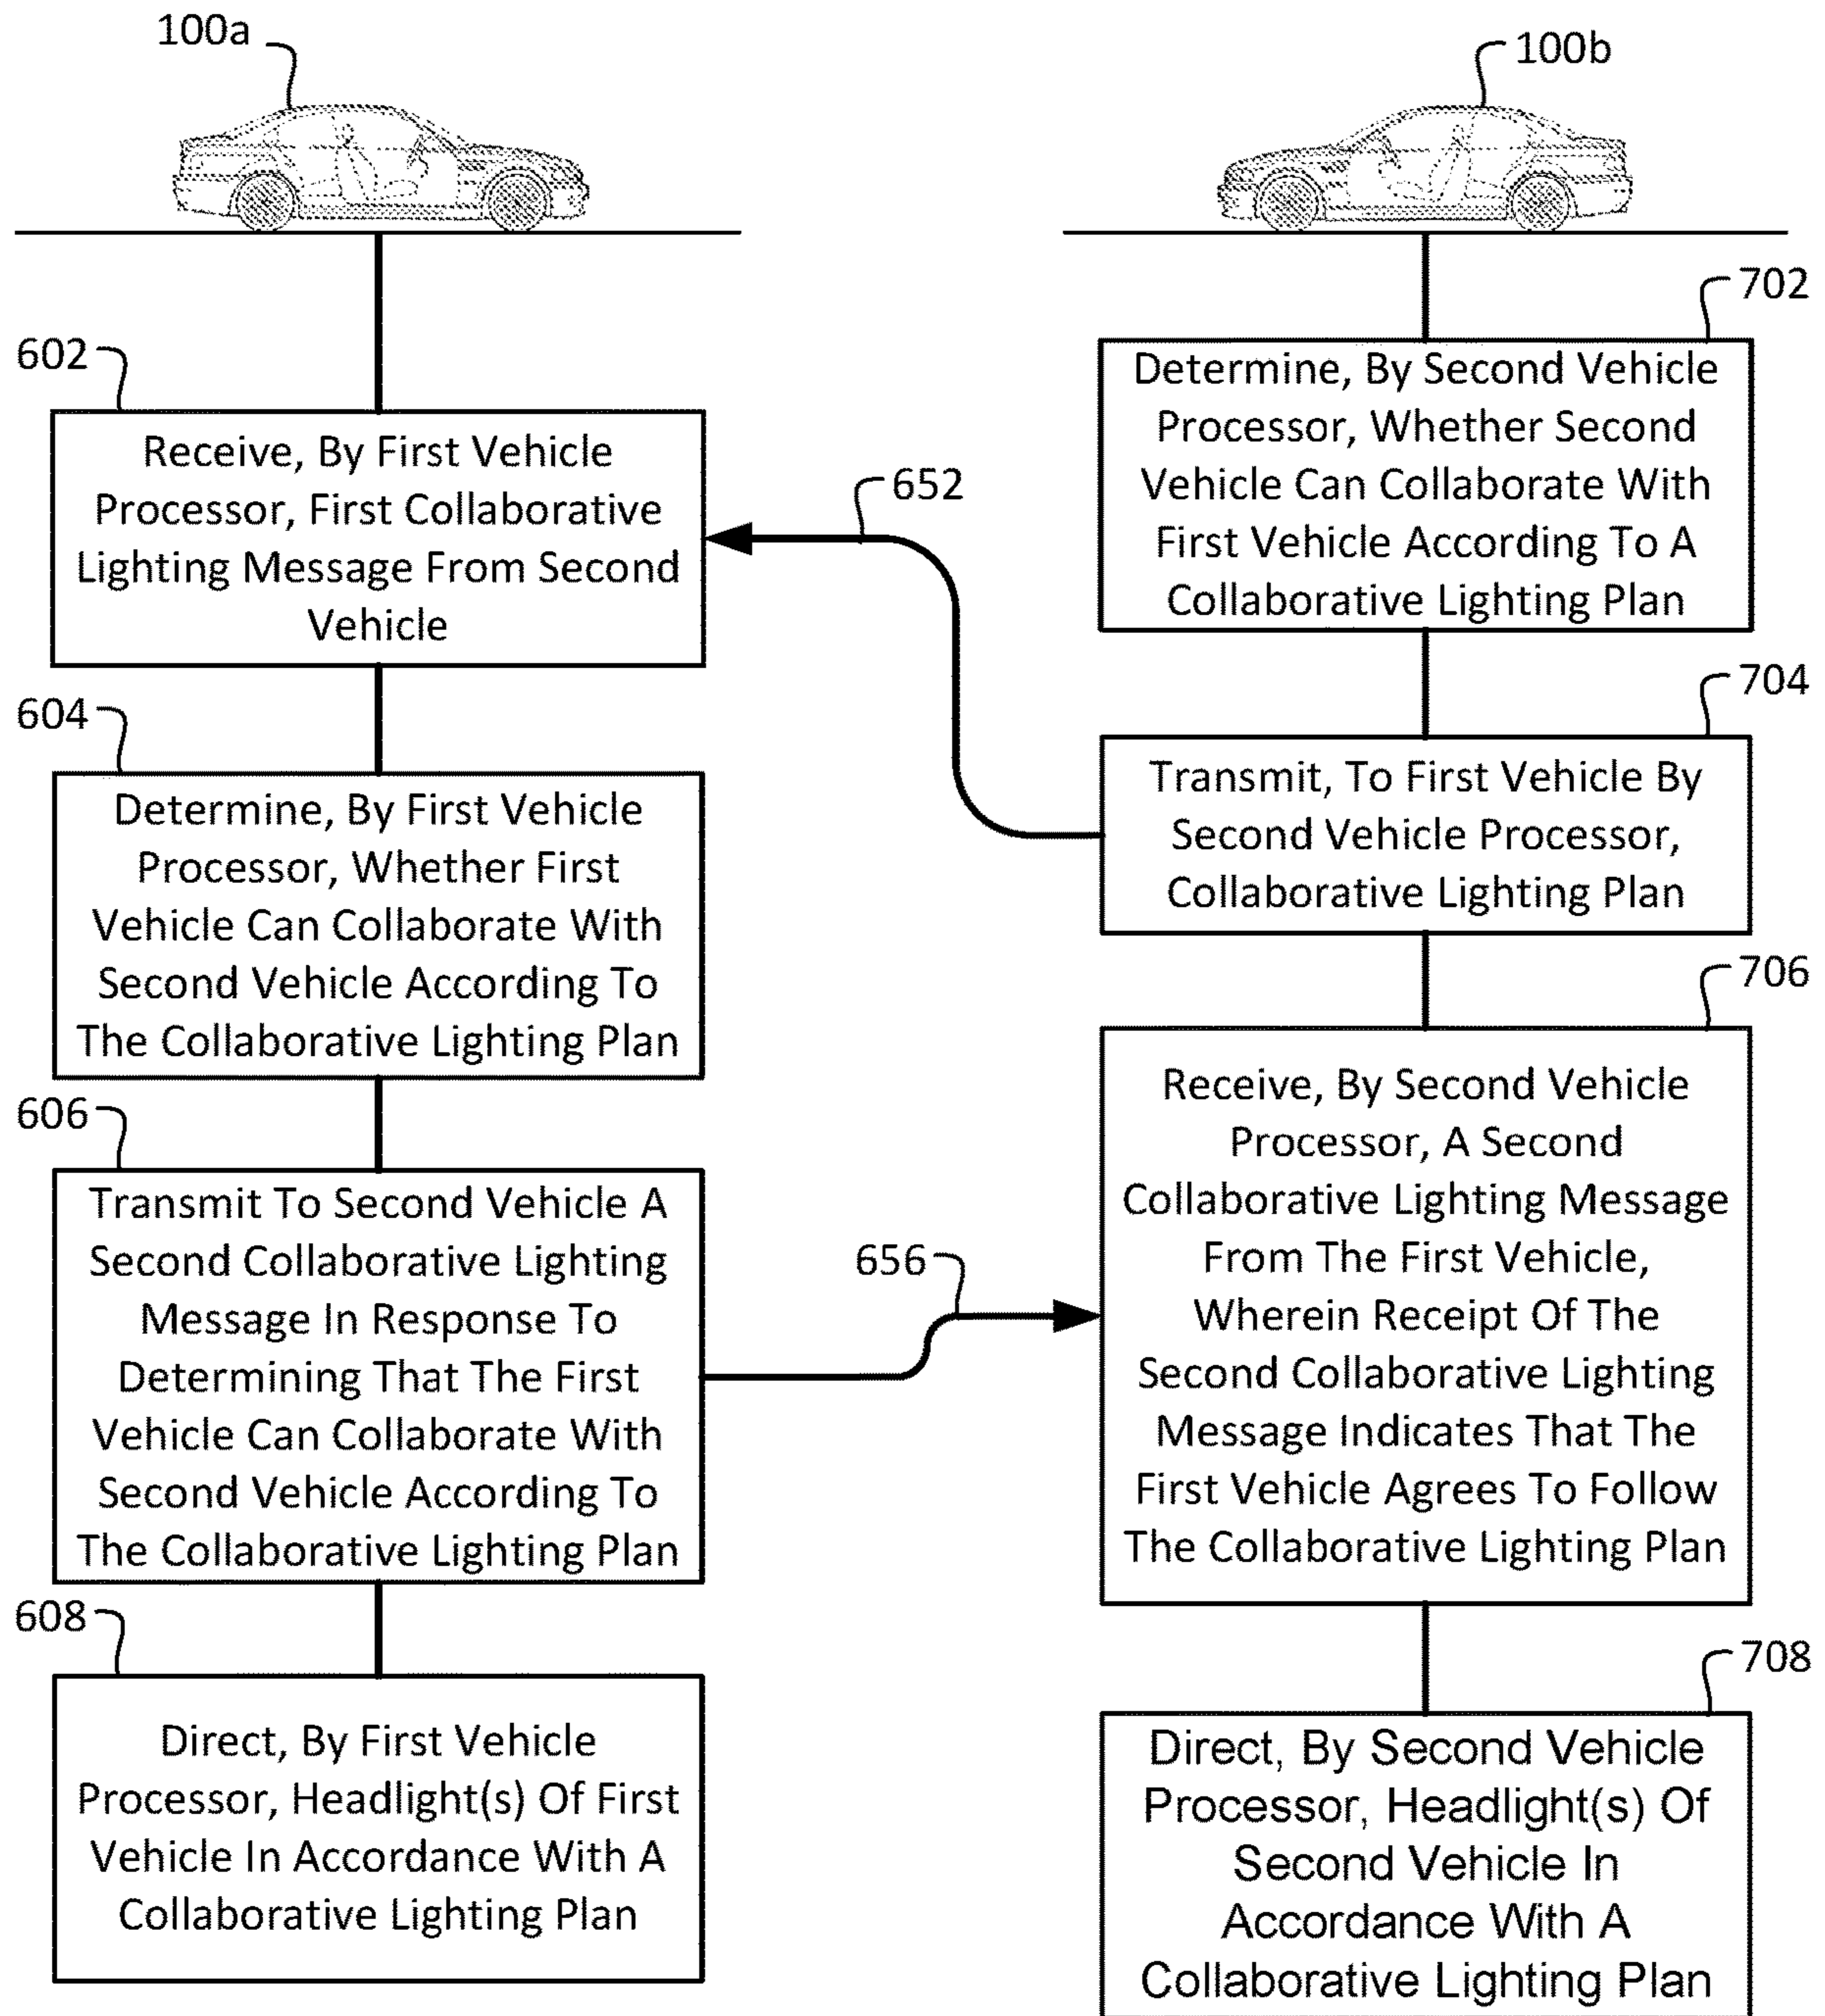 100a
100b
602
Receive, By First Vehicle
Processor, First Collaborative
Lighting Message From Second
Vehicle
604
Determine, By First Vehicle
Processor, Whether First
Vehicle Can Collaborate With
Second Vehicle According To
The Collaborative Lighting Plan
606
Transmit To Second Vehicle A
Second Collaborative Lighting
Message In Response To
Determining That The First
Vehicle Can Collaborate With
Second Vehicle According To
The Collaborative Lighting Plan
608
Direct, By First Vehicle
Processor, Headlight(s) Of First
Vehicle In Accordance With A
Collaborative Lighting Plan
652
656
702
Determine, By Second Vehicle
Processor, Whether Second
Vehicle Can Collaborate With
First Vehicle According To A
Collaborative Lighting Plan
704
Transmit, To First Vehicle By
Second Vehicle Processor,
Collaborative Lighting Plan
706
Receive, By Second Vehicle
Processor, A Second
Collaborative Lighting Message
From The First Vehicle,
Wherein Receipt Of The
Second Collaborative Lighting
Message Indicates That The
First Vehicle Agrees To Follow
The Collaborative Lighting Plan
708
Direct, By Second Vehicle
Processor, Headlight(s) Of
Second Vehicle In
Accordance With A
Collaborative Lighting Plan